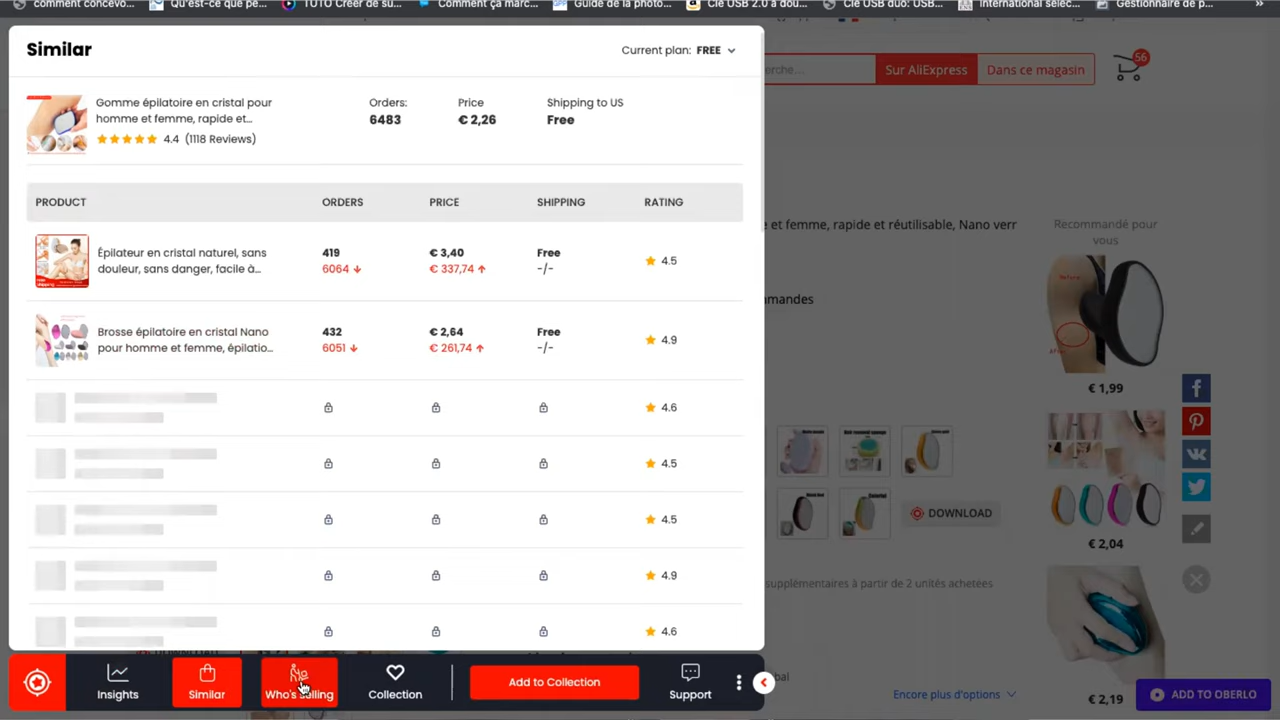 comment concevo...
Qu'est-ce que pe...
TUTO Créer de su...
Comment ça marc...
Guide de la photo...
Clé USB 2.0 à dou...
Clé USB duo: USB...
International selec...
Gestionnaire de p...
»
Similar
Current plan: FREE
erche...
Sur AliExpress
Dans ce magasin
56
Gomme épilatoire en cristal pour
homme et femme, rapide et...
4.4 (1118 Reviews)
Orders:
6483
Price
€ 2,26
Shipping to US
Free
PRODUCT
ORDERS
PRICE
SHIPPING
RATING
Épilateur en cristal naturel, sans
douleur, sans danger, facile à...
419
6064 ↓
€ 3,40
€ 337,74 ↑
Free
-/-
4.5
Brosse épilatoire en cristal Nano
pour homme et femme, épilatio...
432
6051 ↓
€ 2,64
€ 261,74 ↑
Free
-/-
4.9
4.6
4.5
4.5
4.9
4.6
e et femme, rapide et réutilisable, Nano verr
mmandes
DOWNLOAD
supplémentaires à partir de 2 unités achetées
Recommandé pour
vous
€ 1,99
€ 2,04
€ 2,19
Insights
Similar
Who's Selling
Collection
Add to Collection
Support
bal
Encore plus d'options
ADD TO OBERLO